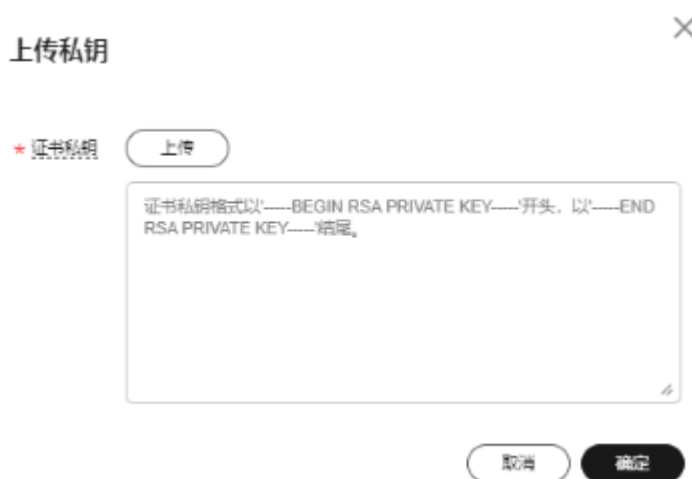 上传私钥
* 证书私钥
上传
证书私钥格式以'-----BEGIN RSA PRIVATE KEY-----'开头，以'-----END
RSA PRIVATE KEY-----'结尾。
取消
确定